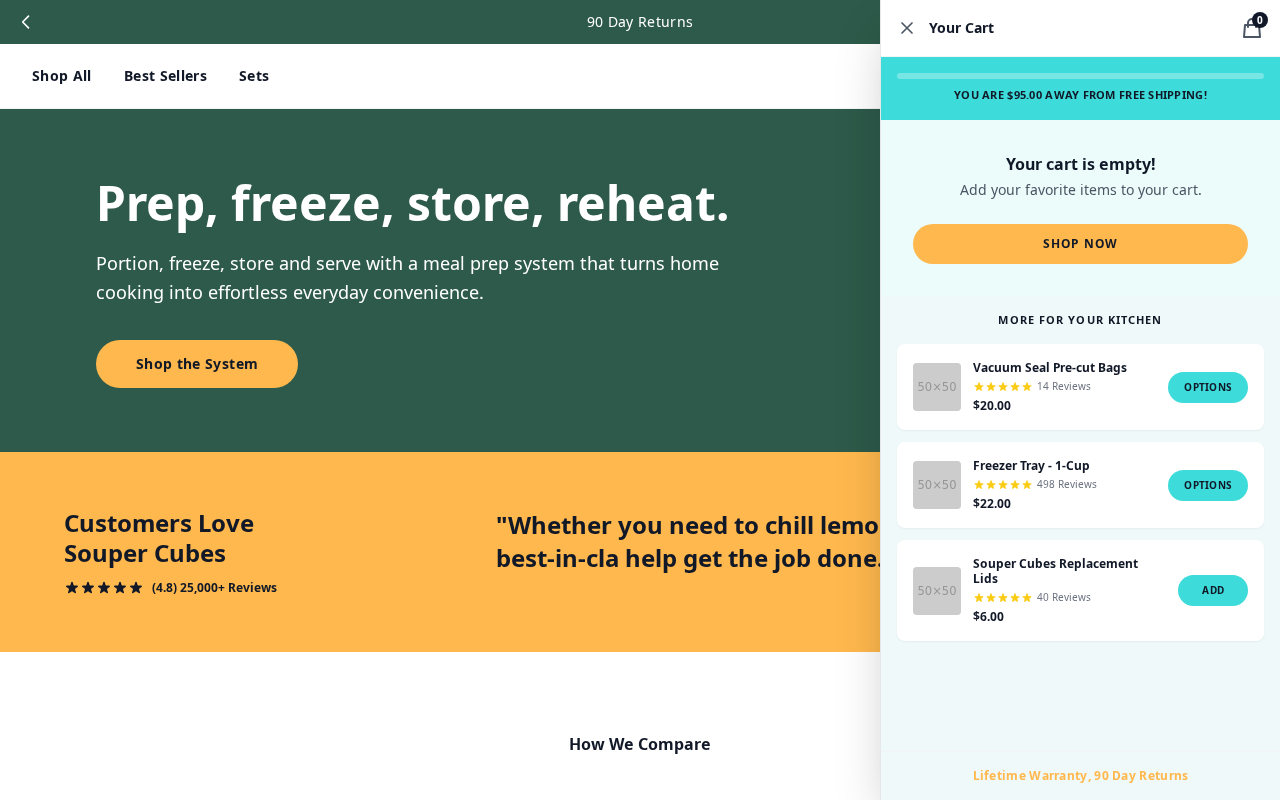 90 Day Returns
Shop All
Best Sellers
Sets
Prep, freeze, store, reheat.
Portion, freeze, store and serve with a meal prep system that turns home
cooking into effortless everyday convenience.
Shop the System
Customers Love
Souper Cubes
(4.8) 25,000+ Reviews
"Whether you need to chill lemo
best-in-cla help get the job done.
How We Compare
Your Cart
0
YOU ARE $95.00 AWAY FROM FREE SHIPPING!
Your cart is empty!
Add your favorite items to your cart.
SHOP NOW
MORE FOR YOUR KITCHEN
50×50
Vacuum Seal Pre-cut Bags
14 Reviews
$20.00
OPTIONS
50×50
Freezer Tray - 1-Cup
498 Reviews
$22.00
OPTIONS
50×50
Souper Cubes Replacement
Lids
40 Reviews
$6.00
ADD
Lifetime Warranty, 90 Day Returns